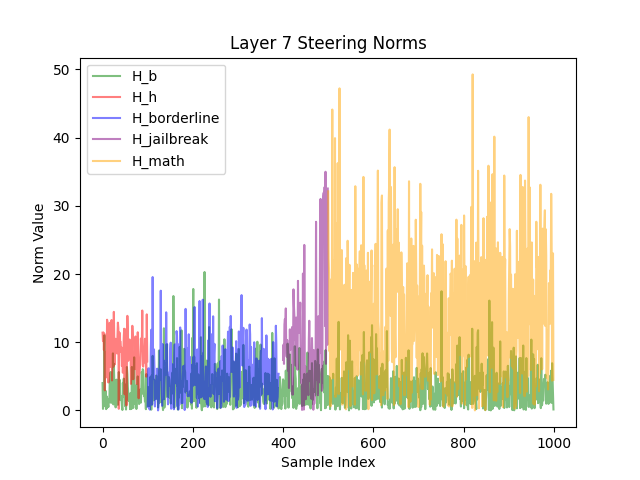 Layer 7 Steering Norms
50
40
30
20
10
0
Norm Value
H_b
H_h
H_borderline
H_jailbreak
H_math
0
200
400
600
800
1000
Sample Index